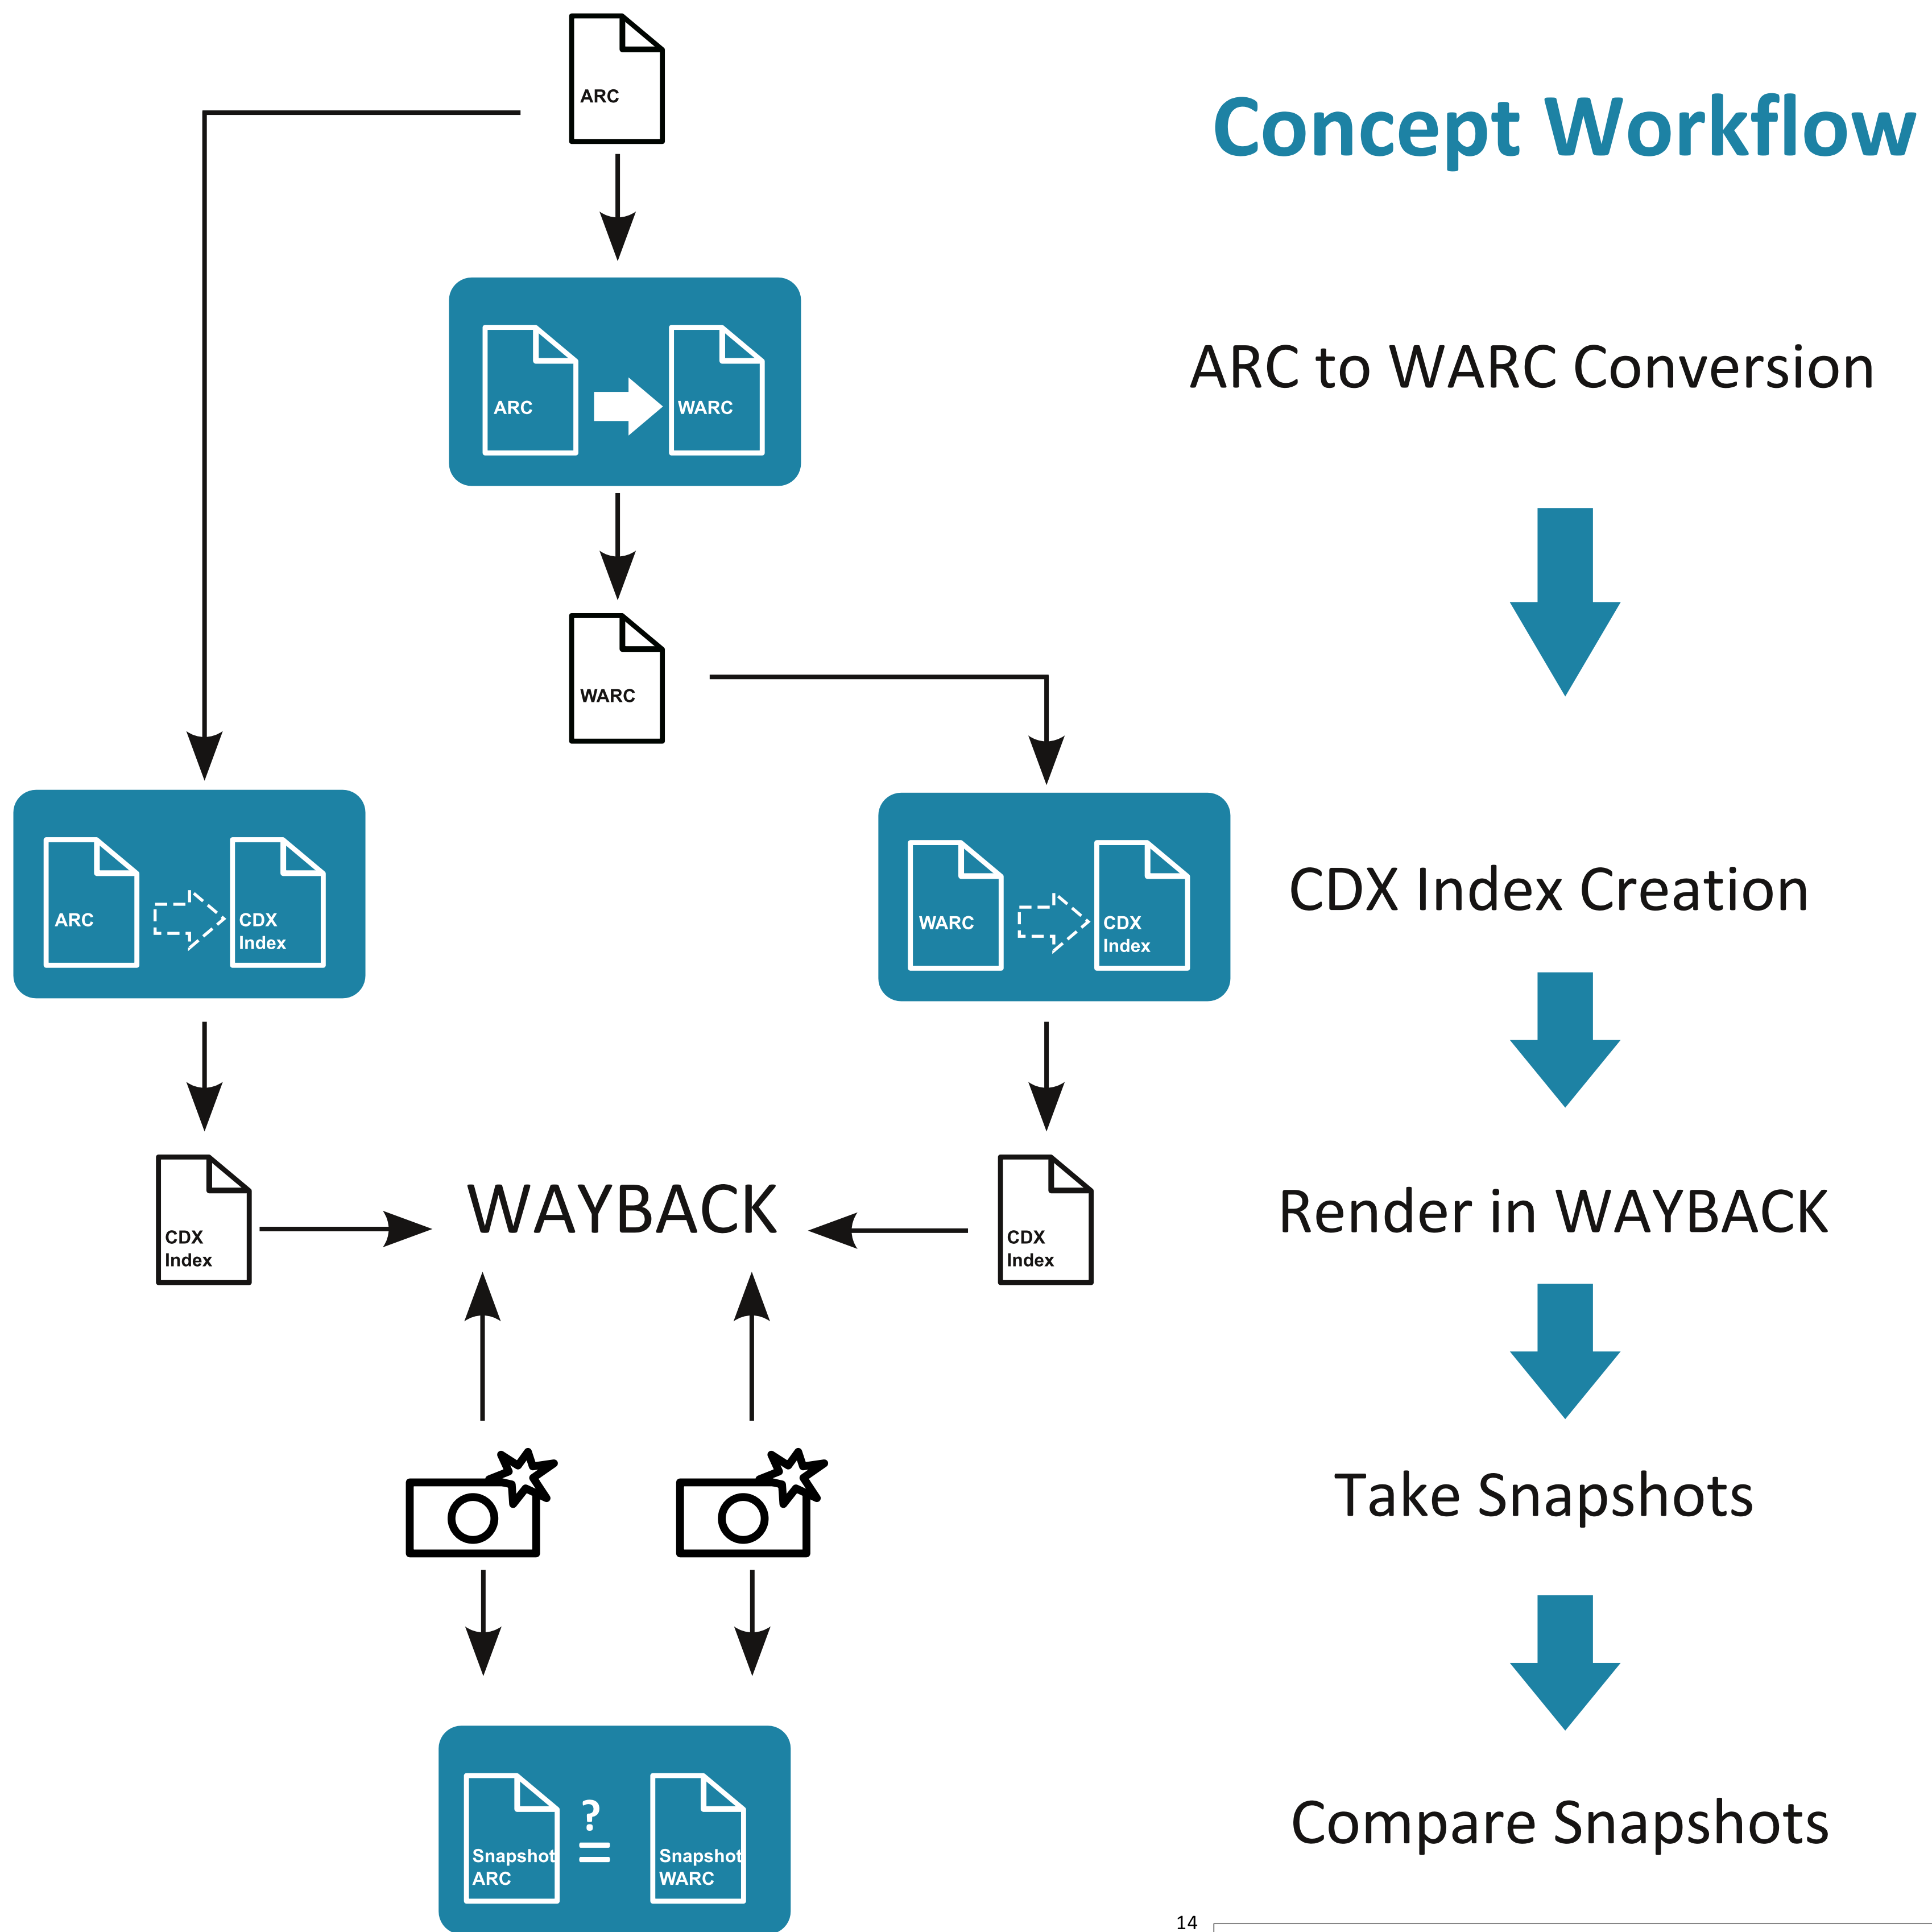 ARC
Concept Workflow
ARC
WARC
ARC to WARC Conversion
WARC
ARC
CDX
Index
WARC
CDX
Index
CDX Index Creation
CDX
Index
WAYBACK
CDX
Index
Render in WAYBACK
Take Snapshots
?
=
Snapshot
ARC
Snapshot
WARC
Compare Snapshots
14